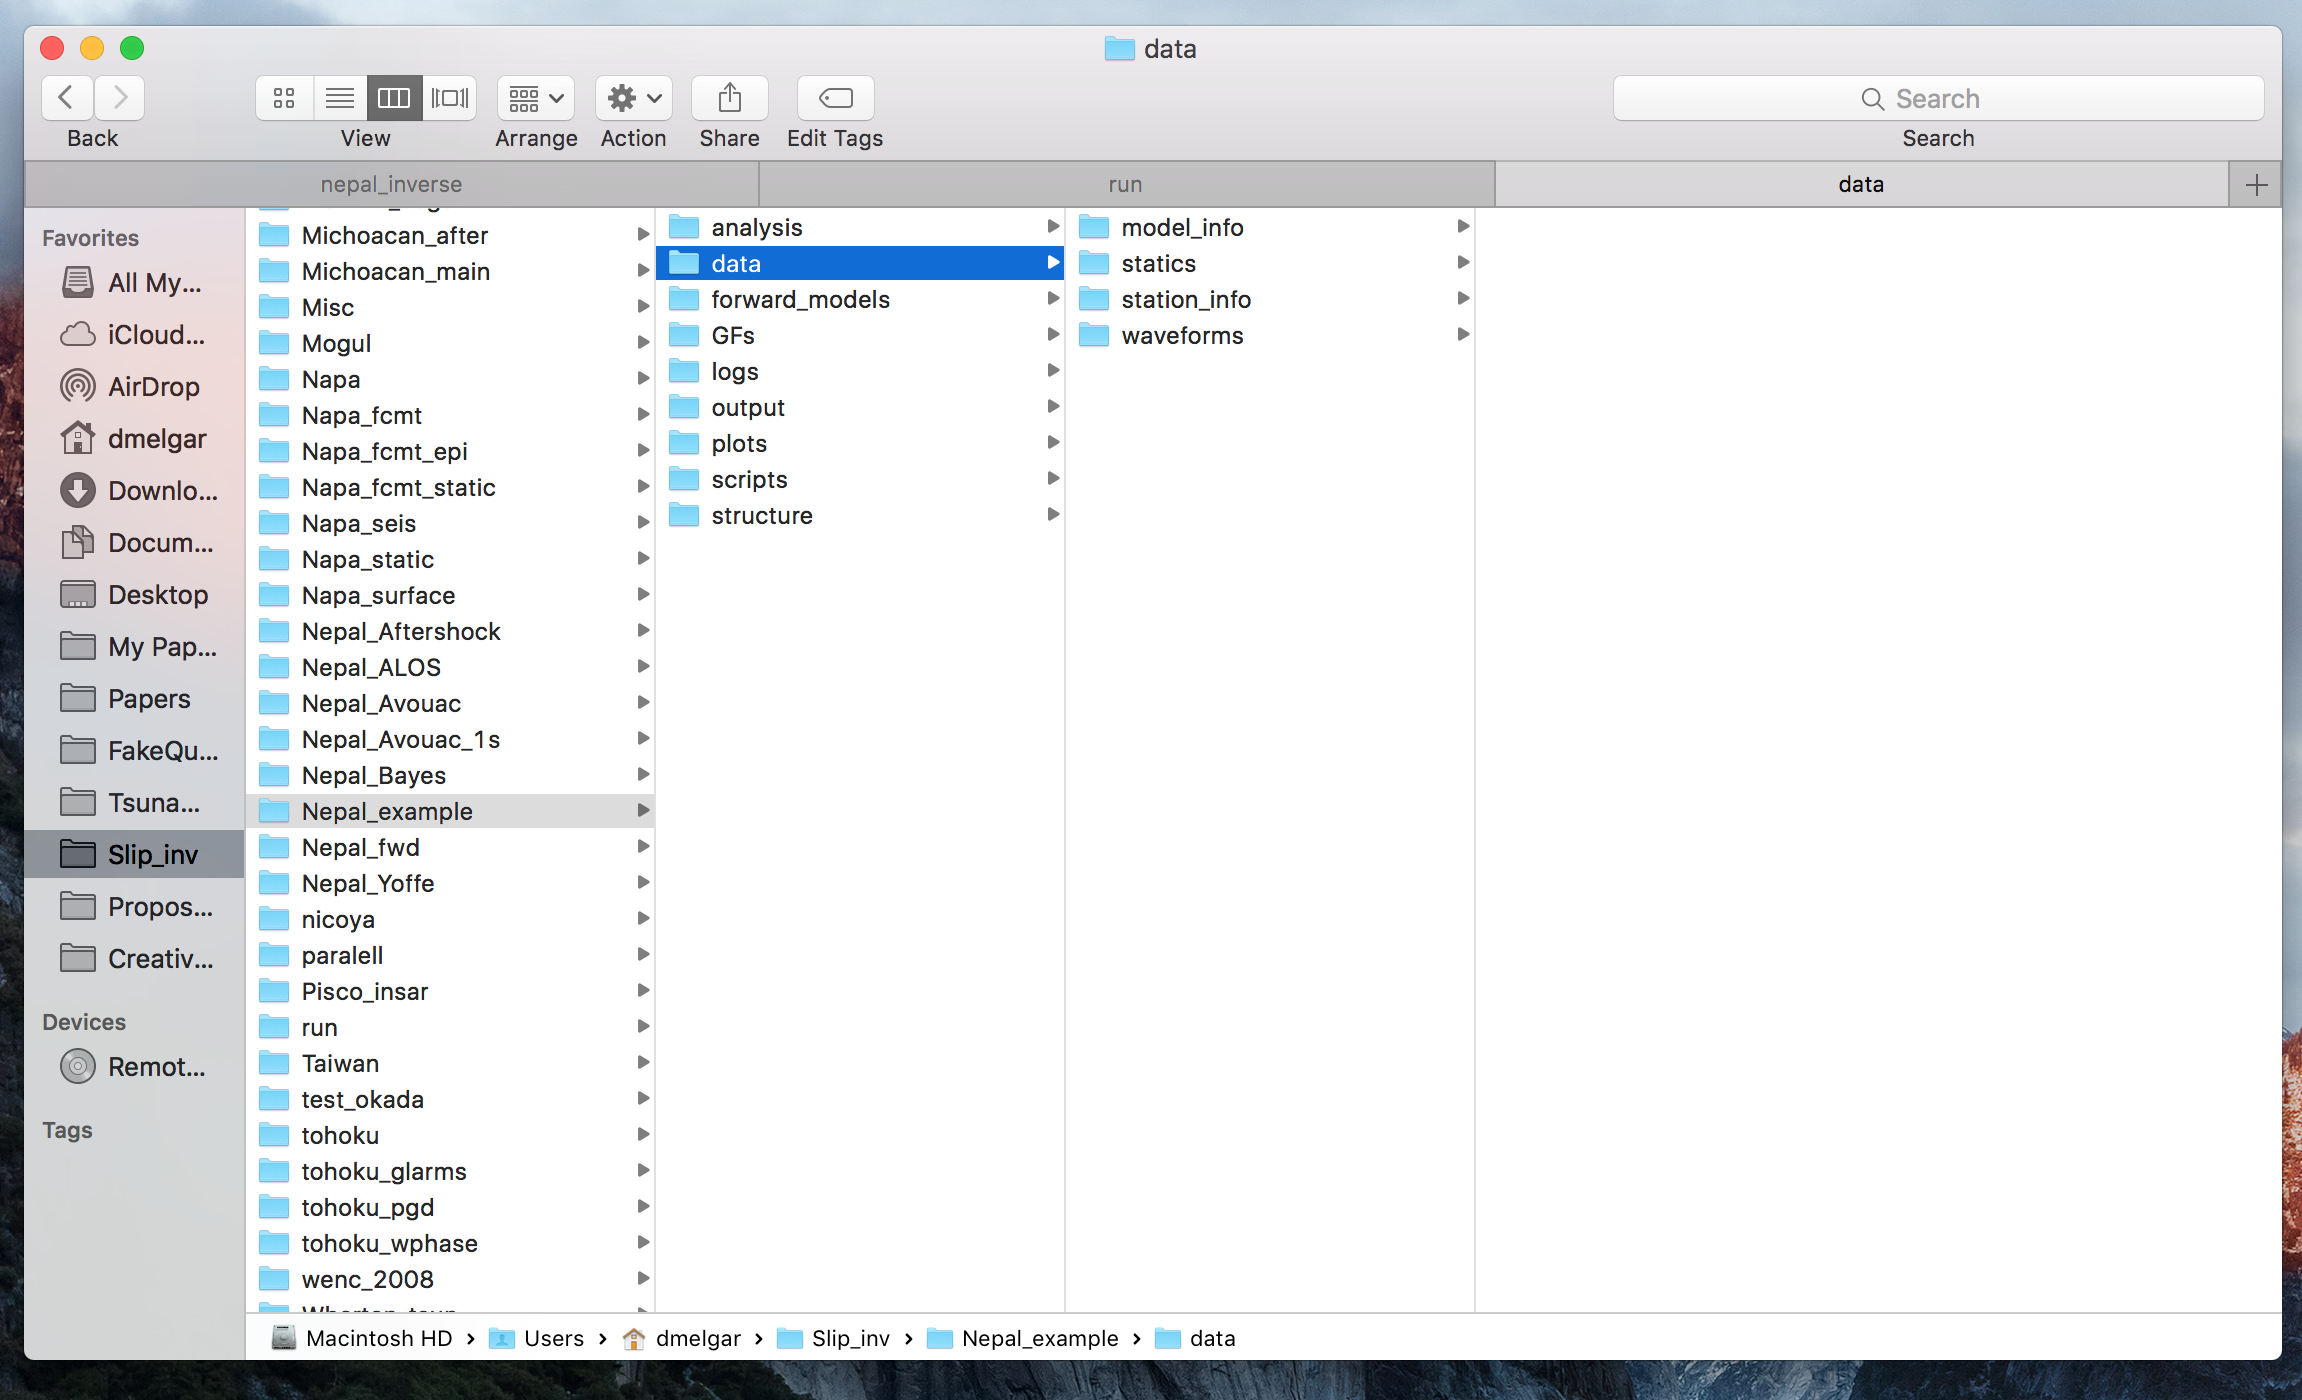 data
Back
View
Arrange
Action
Share
Edit Tags
Search
Search
nepal_inverse
run
data
Favorites
All My...
iCloud...
AirDrop
dmelgar
Downlo...
Docum...
Desktop
My Pap...
Papers
FakeQu...
Tsuna...
Slip_inv
Propos...
Creativ...
Devices
Remot...
Tags
Michoacan_after
Michoacan_main
Misc
Mogul
Napa
Napa_fcmt
Napa_fcmt_epi
Napa_fcmt_static
Napa_seis
Napa_static
Napa_surface
Nepal_Aftershock
Nepal_ALOS
Nepal_Avouac
Nepal_Avouac_1s
Nepal_Bayes
Nepal_example
Nepal_fwd
Nepal_Yoffe
nicoya
paralell
Pisco_insar
run
Taiwan
test_okada
tohoku
tohoku_glarms
tohoku_pgd
tohoku_wphase
wenc_2008
analysis
data
forward_models
GFs
logs
output
plots
scripts
structure
model_info
statics
station_info
waveforms
Macintosh HD › Users › dmelgar › Slip_inv › Nepal_example › data